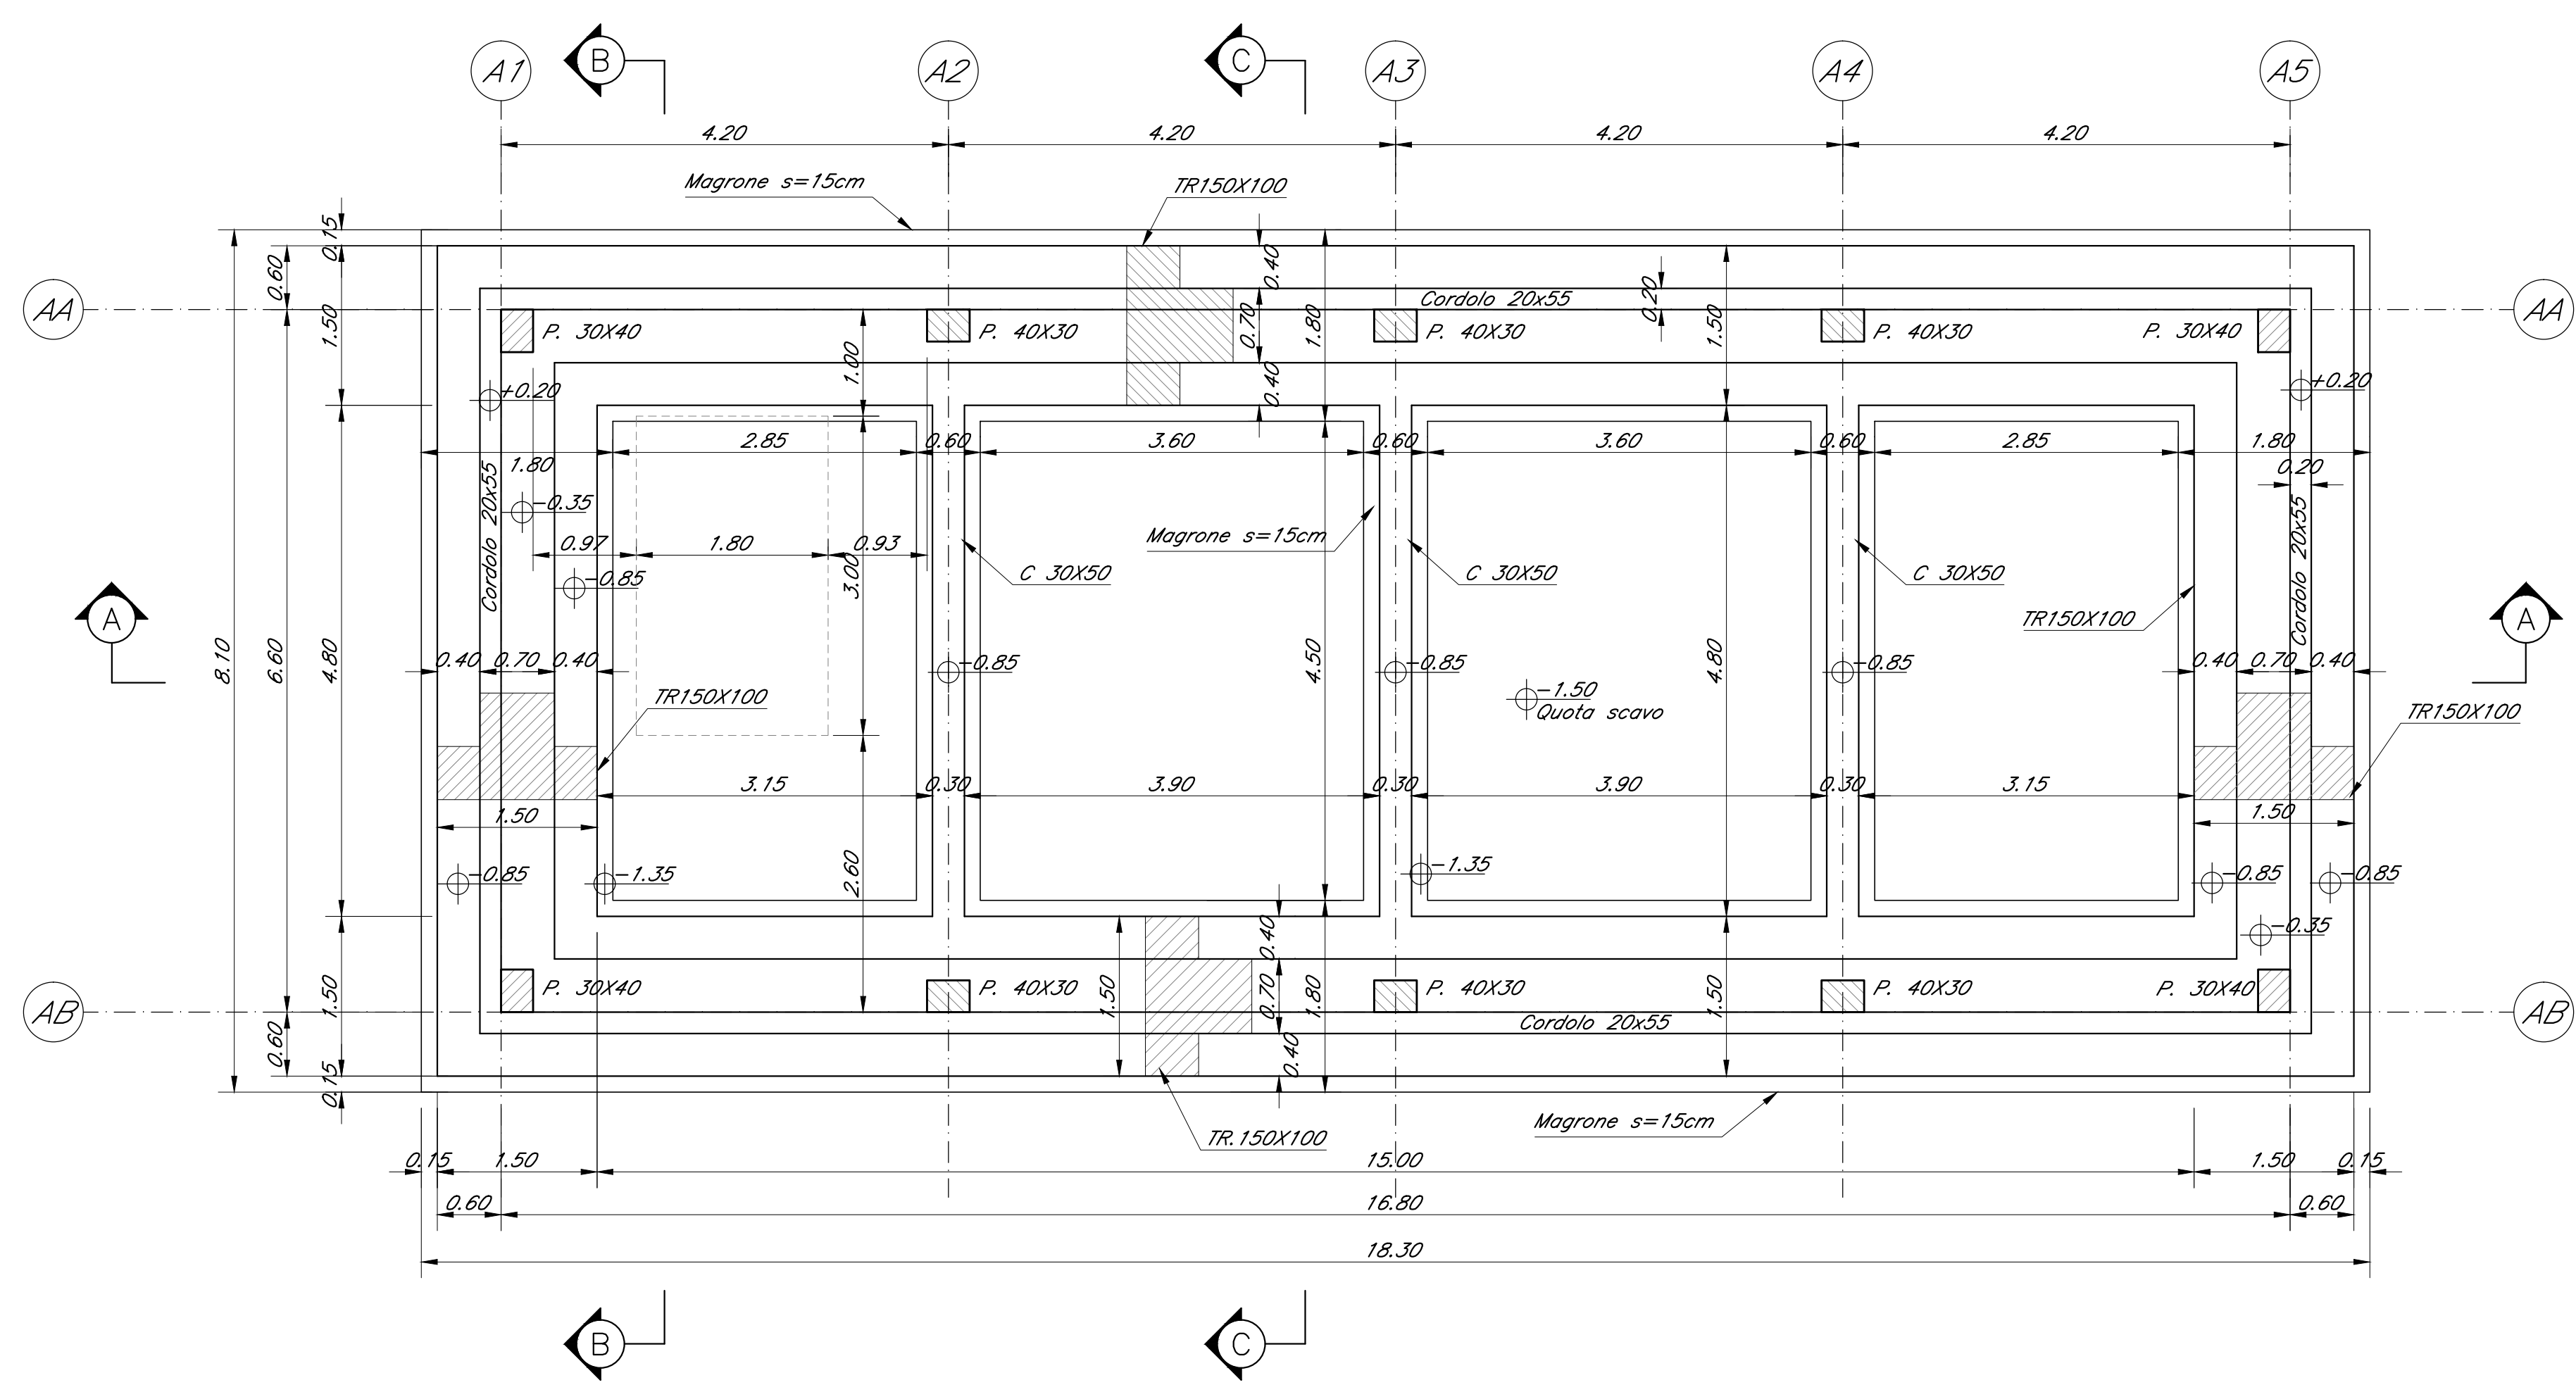 A1 B A2 C A3 A4 A5
4.20 4.20 4.20 4.20
Magrone s=15cm TR150X100
0.15 0.60 0.40
Cordolo 20x55 0.20
AA AA
P. 30X40 P. 40X30 P. 40X30 P. 40X30 P. 30X40
1.50 1.00 0.70 1.80 1.50
+0.20 0.40 +0.20
2.85 0.60 3.60 0.60 3.60 0.60 2.85 1.80
1.80 0.20
Cordolo 20x55 -0.35 Cordolo 20x55
Magrone s=15cm
0.97 1.80 0.93
3.00
-0.85 C 30X50 C 30X50 C 30X50
A TR150X100 A
8.10 6.60 4.80 4.50 4.80
0.40 0.70 0.40 -0.85 -0.85 -0.85 0.40 0.70 0.40
TR150X100 -1.50 TR150X100
Quota scavo
3.15 0.30 3.90 0.30 3.90 0.30 3.15
1.50 1.50
-0.85 -1.35 2.60 -1.35 -0.85 -0.85
0.40 -0.35
P. 30X40 P. 40X30 P. 40X30 P. 40X30 P. 30X40
1.50 1.50 0.70 1.80 1.50
AB AB
Cordolo 20x55
0.60 0.40
0.15
Magrone s=15cm
TR.150X100
0.15 1.50 15.00 1.50 0.15
0.60 16.80 0.60
18.30
B C